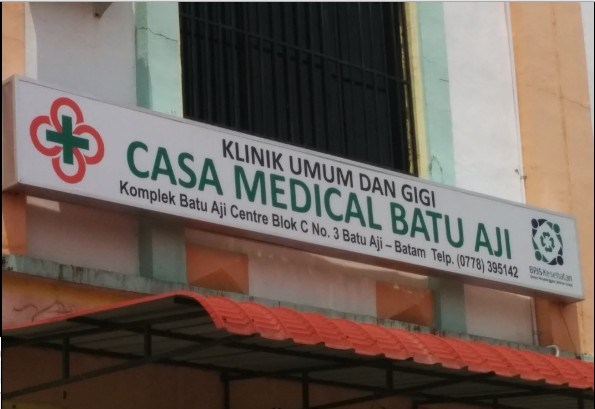 KLINIK UMUM DAN GIGI
CASA MEDICAL BATU AJI
Komplek Batu Aji Centre Blok C No. 3 Batu Aji – Batam Telp. (0778) 395142
BPJS Kesehatan